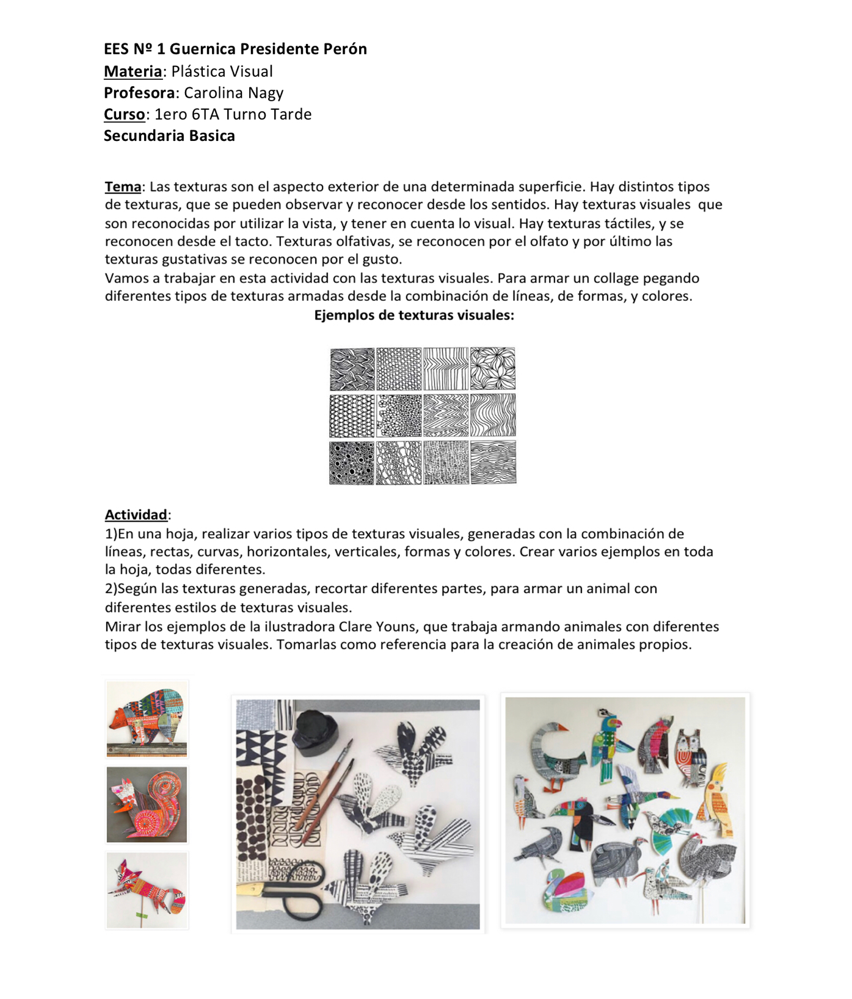 EES Nº 1 Guernica Presidente Perón
Materia: Plástica Visual
Profesora: Carolina Nagy
Curso: 1ero 6TA Turno Tarde
Secundaria Basica
Tema: Las texturas son el aspecto exterior de una determinada superficie. Hay distintos tipos
de texturas, que se pueden observar y reconocer desde los sentidos. Hay texturas visuales  que
son reconocidas por utilizar la vista, y tener en cuenta lo visual. Hay texturas táctiles, y se
reconocen desde el tacto. Texturas olfativas, se reconocen por el olfato y por último las
texturas gustativas se reconocen por el gusto.
Vamos a trabajar en esta actividad con las texturas visuales. Para armar un collage pegando
diferentes tipos de texturas armadas desde la combinación de líneas, de formas, y colores.
Ejemplos de texturas visuales:
Actividad:
1)En una hoja, realizar varios tipos de texturas visuales, generadas con la combinación de
líneas, rectas, curvas, horizontales, verticales, formas y colores. Crear varios ejemplos en toda
la hoja, todas diferentes.
2)Según las texturas generadas, recortar diferentes partes, para armar un animal con
diferentes estilos de texturas visuales.
Mirar los ejemplos de la ilustradora Clare Youns, que trabaja armando animales con diferentes
tipos de texturas visuales. Tomarlas como referencia para la creación de animales propios.